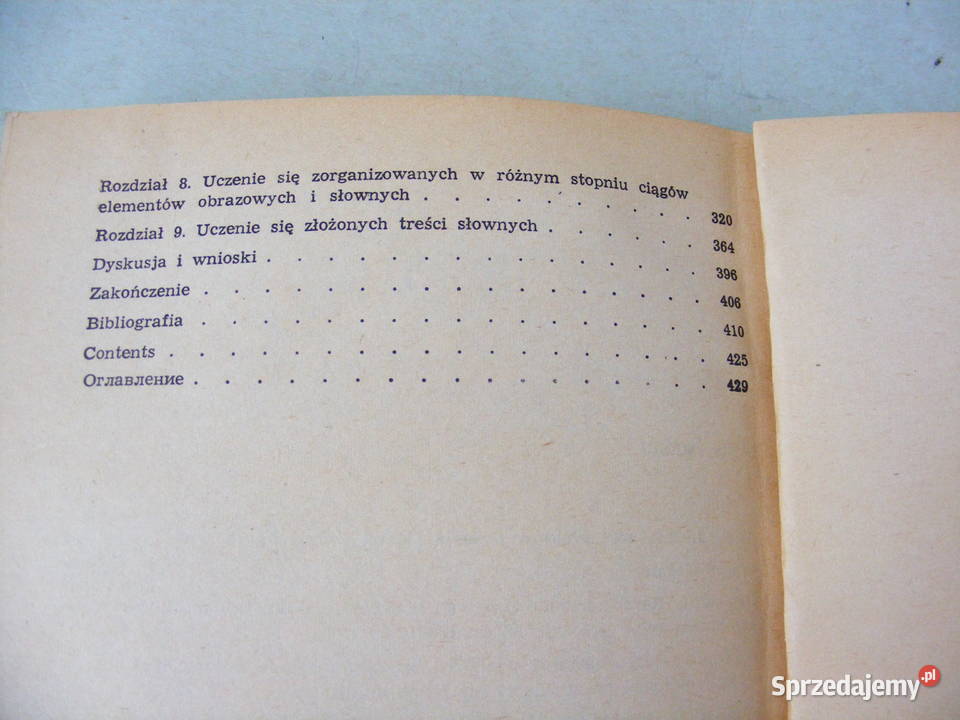 Rozdział 8. Uczenie się zorganizowanych w różnym stopniu ciągów
elementów obrazowych i słownych . . . . . . . . . 320
Rozdział 9. Uczenie się złożonych treści słownych . . . . . . 364
Dyskusja i wnioski . . . . . . . . . . . . . . . 396
Zakończenie . . . . . . . . . . . . . . . . . 406
Bibliografia . . . . . . . . . . . . . . . . . 410
Contents . . . . . . . . . . . . . . . . . . 425
Оглавление . . . . . . . . . . . . . . . . . 429
Sprzedajemy.pl